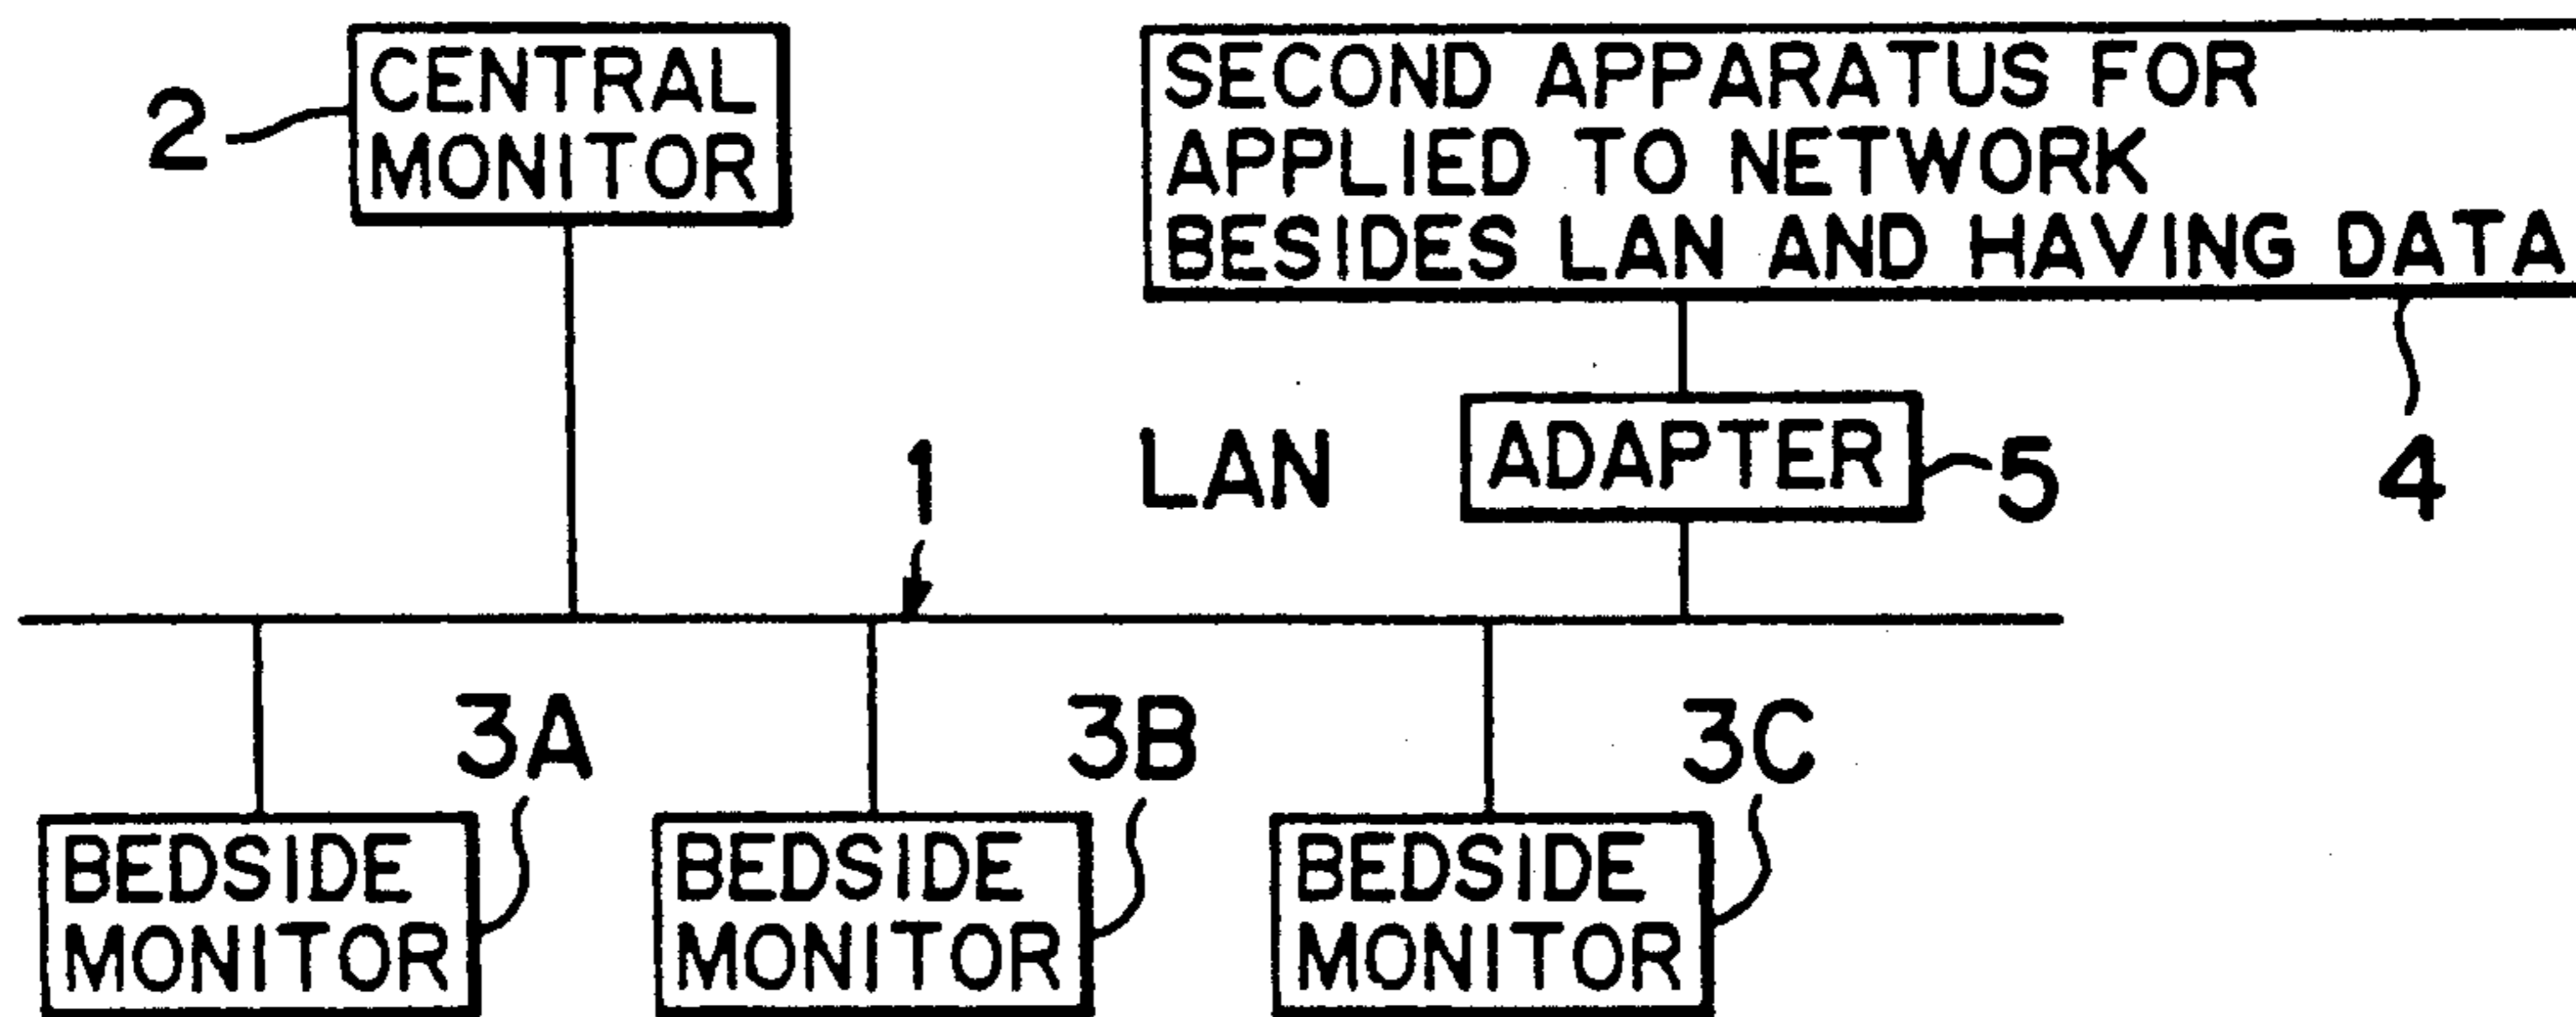 2
CENTRAL
MONITOR
SECOND APPARATUS FOR
APPLIED TO NETWORK
BESIDES LAN AND HAVING DATA
4
1
LAN
ADAPTER
5
3A
3B
3C
BEDSIDE
MONITOR
BEDSIDE
MONITOR
BEDSIDE
MONITOR